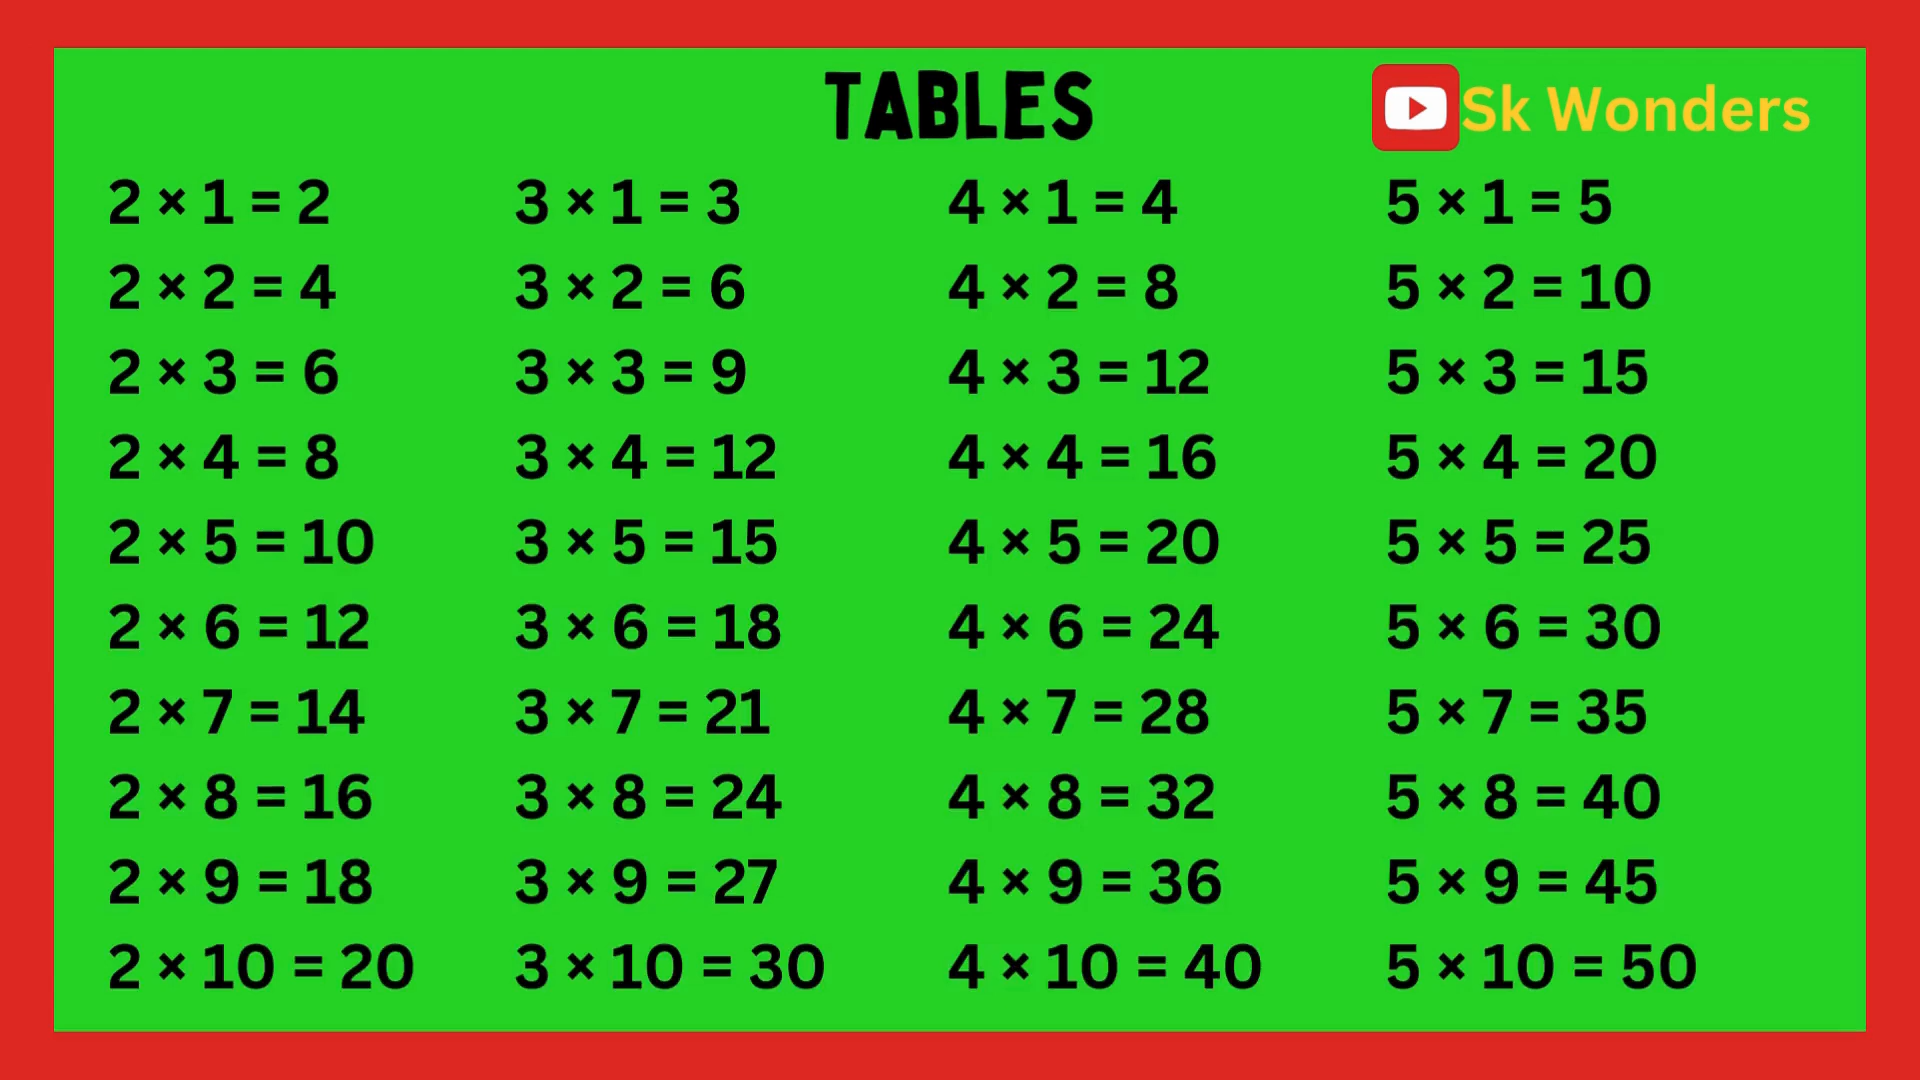 TABLES
Sk Wonders
2 × 1 = 2
2 × 2 = 4
2 × 3 = 6
2 × 4 = 8
2 × 5 = 10
2 × 6 = 12
2 × 7 = 14
2 × 8 = 16
2 × 9 = 18
2 × 10 = 20
3 × 1 = 3
3 × 2 = 6
3 × 3 = 9
3 × 4 = 12
3 × 5 = 15
3 × 6 = 18
3 × 7 = 21
3 × 8 = 24
3 × 9 = 27
3 × 10 = 30
4 × 1 = 4
4 × 2 = 8
4 × 3 = 12
4 × 4 = 16
4 × 5 = 20
4 × 6 = 24
4 × 7 = 28
4 × 8 = 32
4 × 9 = 36
4 × 10 = 40
5 × 1 = 5
5 × 2 = 10
5 × 3 = 15
5 × 4 = 20
5 × 5 = 25
5 × 6 = 30
5 × 7 = 35
5 × 8 = 40
5 × 9 = 45
5 × 10 = 50